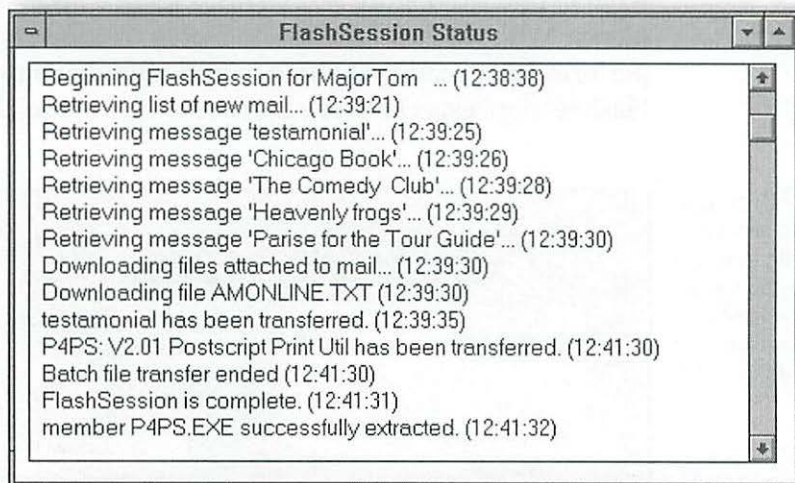 FlashSession Status
Beginning FlashSession for MajorTom ... (12:38:38)
Retrieving list of new mail... (12:39:21)
Retrieving message 'testamonial'... (12:39:25)
Retrieving message 'Chicago Book'... (12:39:26)
Retrieving message 'The Comedy Club'... (12:39:28)
Retrieving message 'Heavenly frogs'... (12:39:29)
Retrieving message 'Parise for the Tour Guide'... (12:39:30)
Downloading files attached to mail... (12:39:30)
Downloading file AMONLINE.TXT (12:39:30)
testamonial has been transferred. (12:39:35)
P4PS: V2.01 Postscript Print Util has been transferred. (12:41:30)
Batch file transfer ended (12:41:30)
FlashSession is complete. (12:41:31)
member P4PS.EXE successfully extracted. (12:41:32)